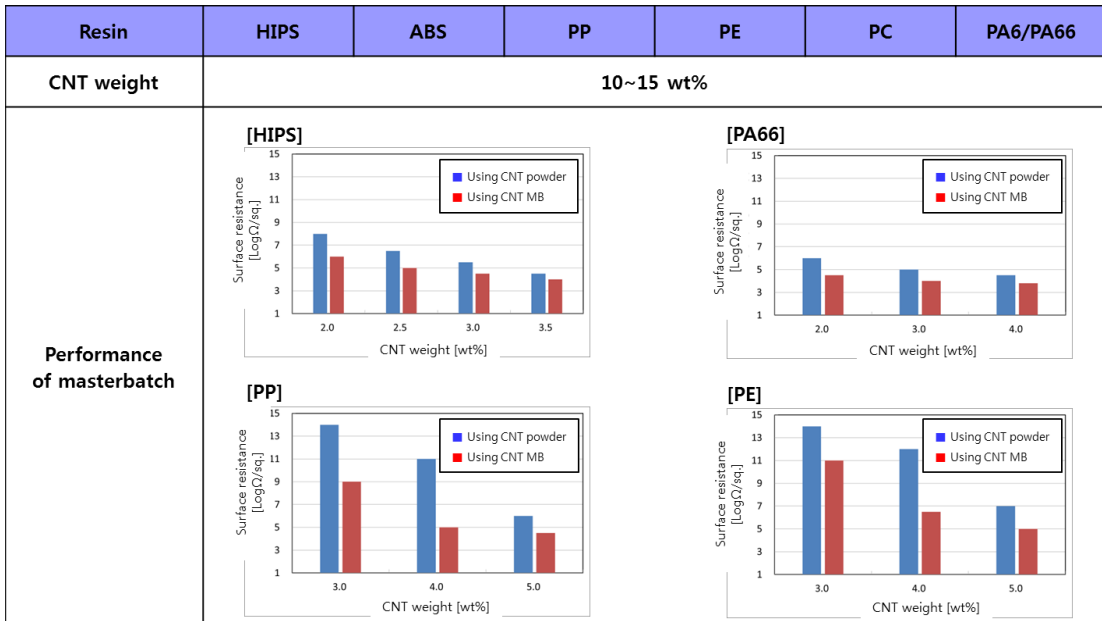 Resin HIPS ABS PP PE PC PA6/PA66
CNT weight 10~15 wt%
Performance
of masterbatch
[HIPS]
Surface resistance
[LogΩ/sq.]
15
13
11
9
7
5
3
1
Using CNT powder
Using CNT MB
2.0 2.5 3.0 3.5
CNT weight [wt%]
[PA66]
Surface resistance
[LogΩ/sq.]
15
13
11
9
7
5
3
1
Using CNT powder
Using CNT MB
2.0 3.0 4.0
CNT weight [wt%]
[PP]
Surface resistance
[LogΩ/sq.]
15
13
11
9
7
5
3
1
Using CNT powder
Using CNT MB
3.0 4.0 5.0
CNT weight [wt%]
[PE]
Surface resistance
[LogΩ/sq.]
15
13
11
9
7
5
3
1
Using CNT powder
Using CNT MB
3.0 4.0 5.0
CNT weight [wt%]